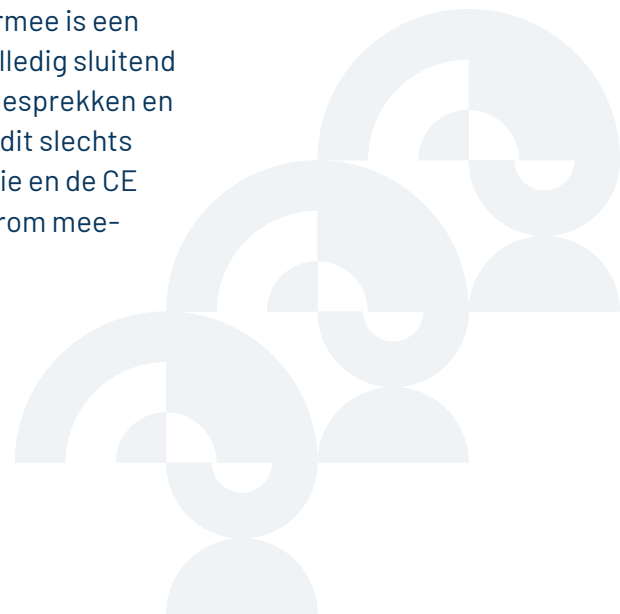 rmee is een
lledig sluitend
esprekken en
dit slechts
ie en de CE
rom mee-